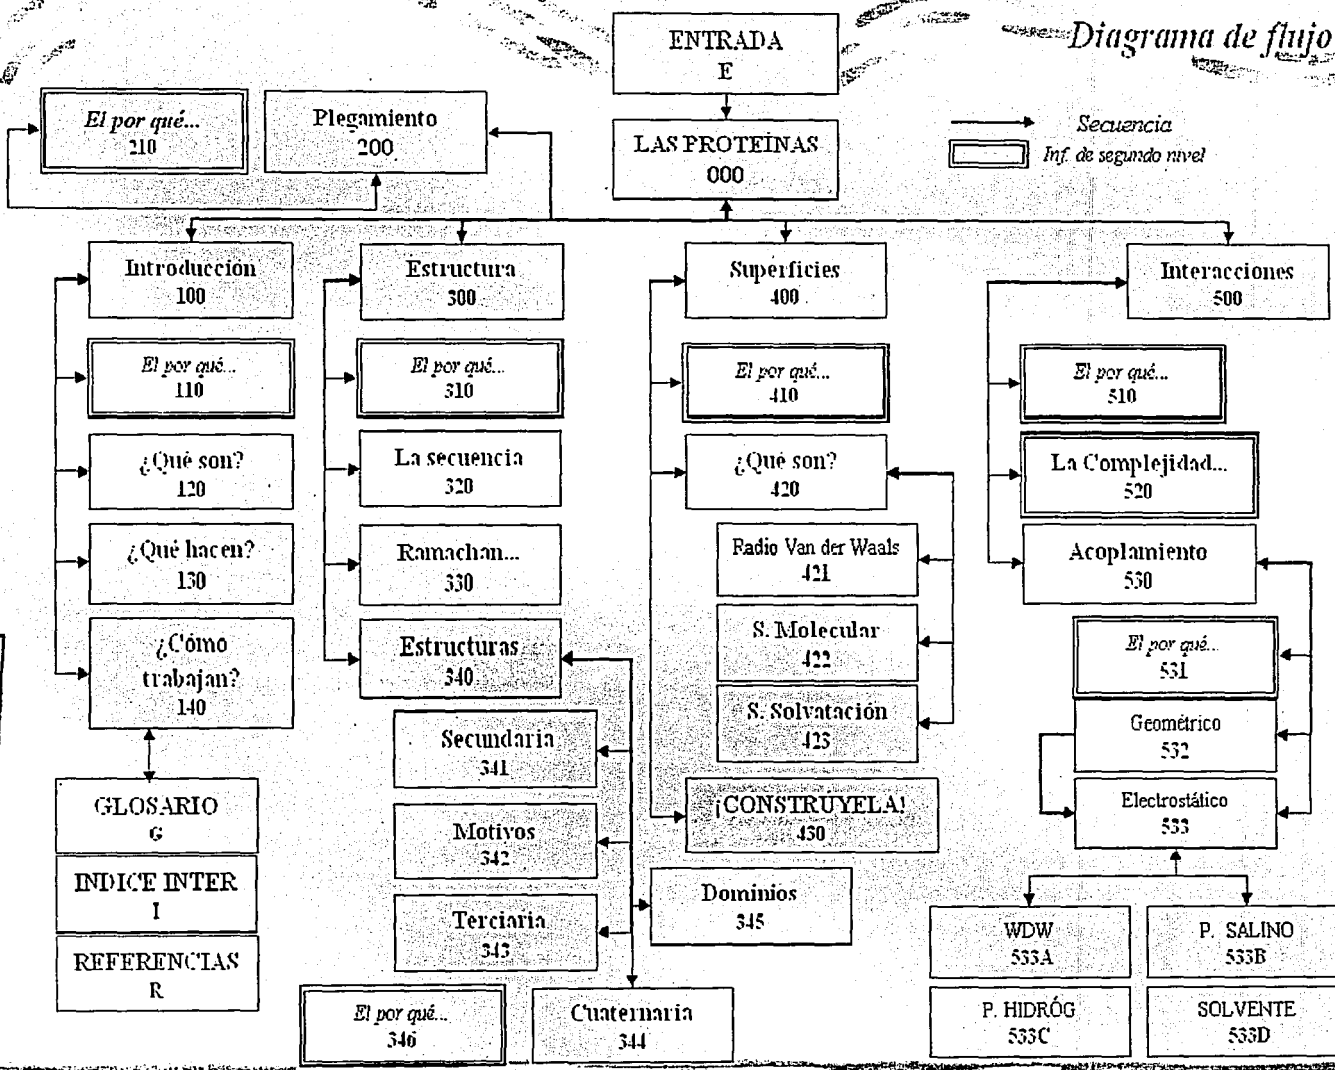 Diagrama de flujo
ENTRADA
E
LAS PROTEÍNAS
000
Secuencia
Inf. de segundo nivel
El por qué...
210
Plegamiento
200
Introducción
100
El por qué...
110
¿Qué son?
120
¿Qué hacen?
130
¿Cómo
trabajan?
140
GLOSARIO
G
INDICE INTER
I
REFERENCIAS
R
Estructura
300
El por qué...
310
La secuencia
320
Ramachan...
330
Estructuras
340
Secundaria
341
Motivos
342
Terciaria
343
Dominios
345
El por qué...
346
Cuaternaria
344
Superficies
400
El por qué...
410
¿Qué son?
420
Radio Van der Waals
421
S. Molecular
422
S. Solvatación
423
¡CONSTRÚYELA!
430
Interacciones
500
El por qué...
510
La Complejidad...
520
Acoplamiento
530
El por qué...
531
Geométrico
532
Electrostático
533
WDW
533A
P. SALINO
533B
P. HIDRÓG
533C
SOLVENTE
533D